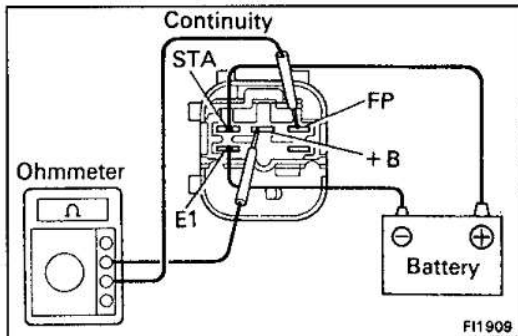 Continuity
STA
FP
Ohmmeter
Ω
+B
E1
⊖ ⊕
Battery
FI1909